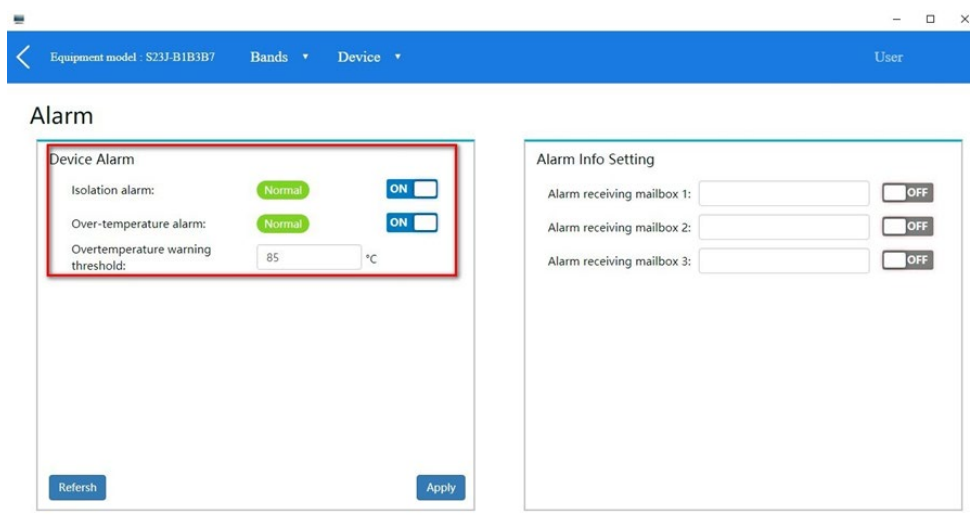 Equipment model : S23J-B1B3B7 Bands ▼ Device ▼ User
Alarm
Device Alarm
Isolation alarm: Normal ON
Over-temperature alarm: Normal ON
Overtemperature warning
threshold: 85 °C
Refersh Apply
Alarm Info Setting
Alarm receiving mailbox 1: OFF
Alarm receiving mailbox 2: OFF
Alarm receiving mailbox 3: OFF